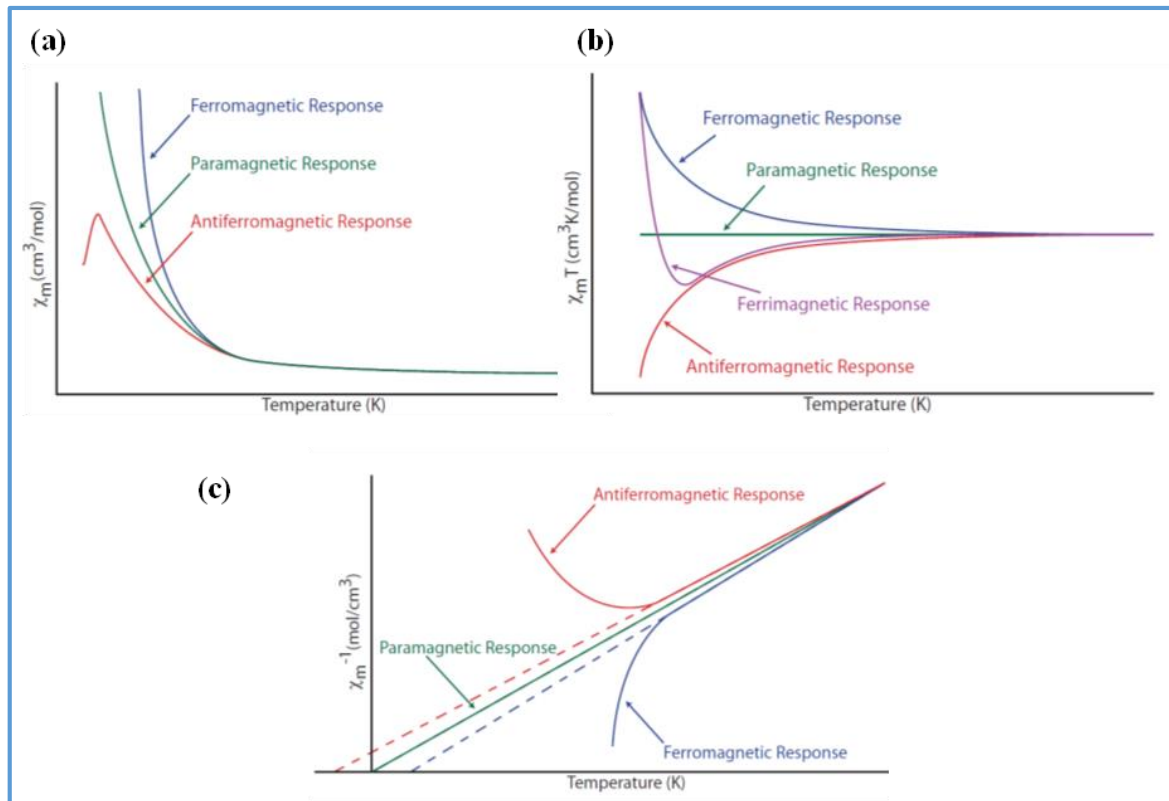 (a)
Ferromagnetic Response
Paramagnetic Response
Antiferromagnetic Response
χm(cm³/mol)
Temperature (K)
(b)
Ferromagnetic Response
Paramagnetic Response
Ferrimagnetic Response
Antiferromagnetic Response
χmT (cm³K/mol)
Temperature (K)
(c)
Antiferromagnetic Response
Paramagnetic Response
Ferromagnetic Response
χm⁻¹(mol/cm³)
Temperature (K)